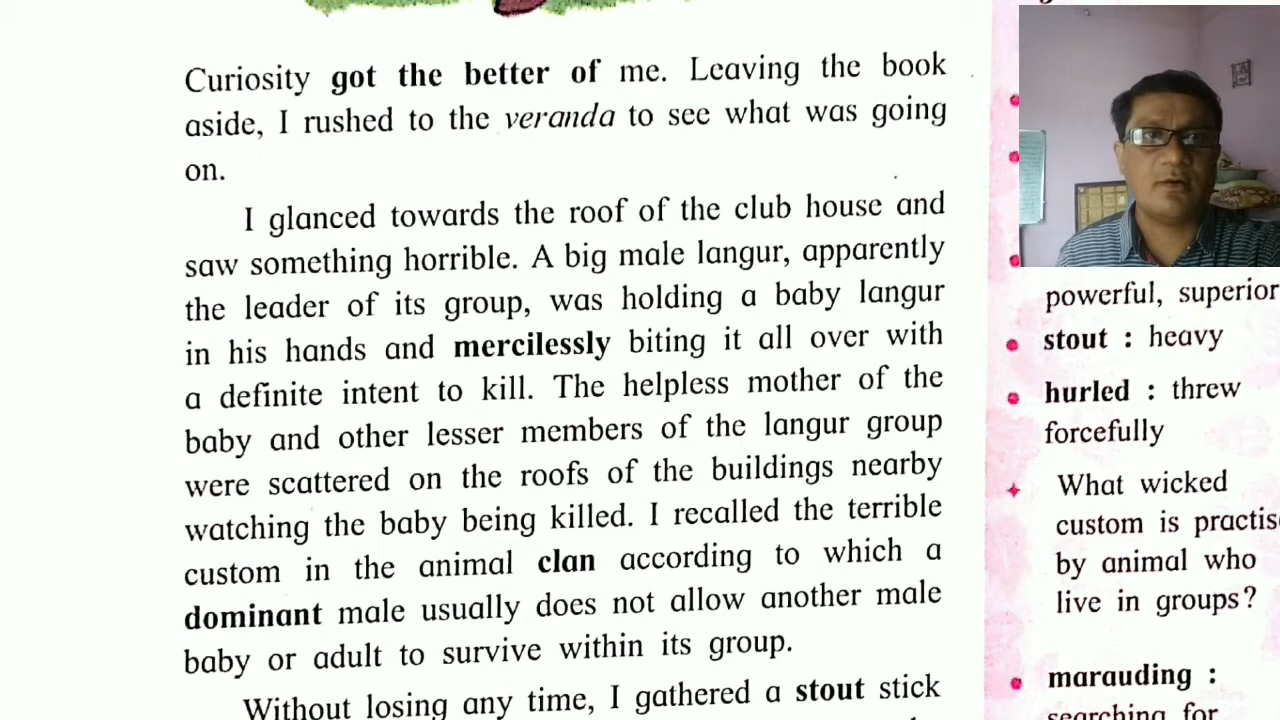 Curiosity got the better of me. Leaving the book
aside, I rushed to the veranda to see what was going
on.
I glanced towards the roof of the club house and
saw something horrible. A big male langur, apparently
the leader of its group, was holding a baby langur
in his hands and mercilessly biting it all over with
a definite intent to kill. The helpless mother of the
baby and other lesser members of the langur group
were scattered on the roofs of the buildings nearby
watching the baby being killed. I recalled the terrible
custom in the animal clan according to which a
dominant male usually does not allow another male
baby or adult to survive within its group.
Without losing any time, I gathered a stout stick
powerful, superior
stout : heavy
hurled : threw
forcefully
What wicked
custom is practis
by animal who
live in groups?
marauding :
searching for